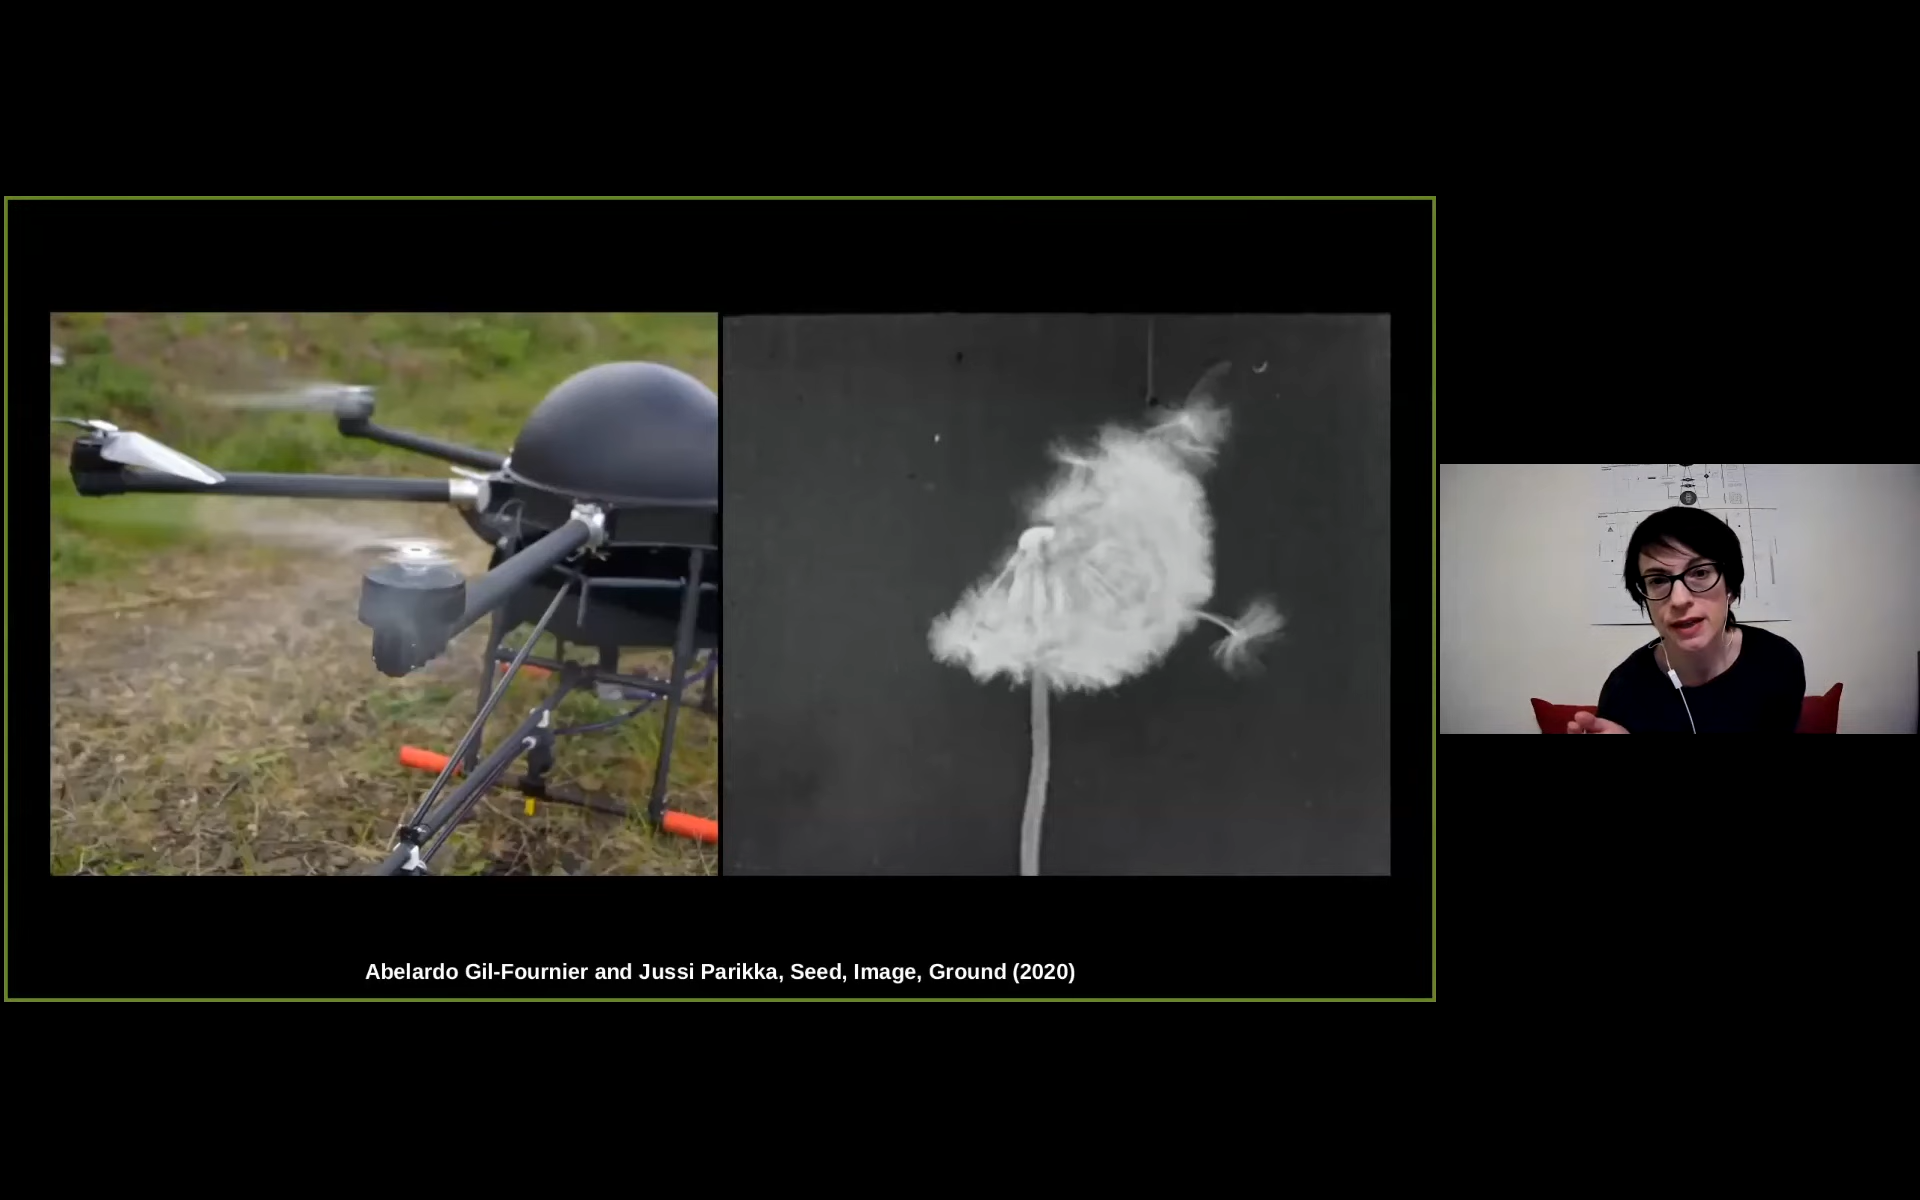 Abelardo Gil-Fournier and Jussi Parikka, Seed, Image, Ground (2020)